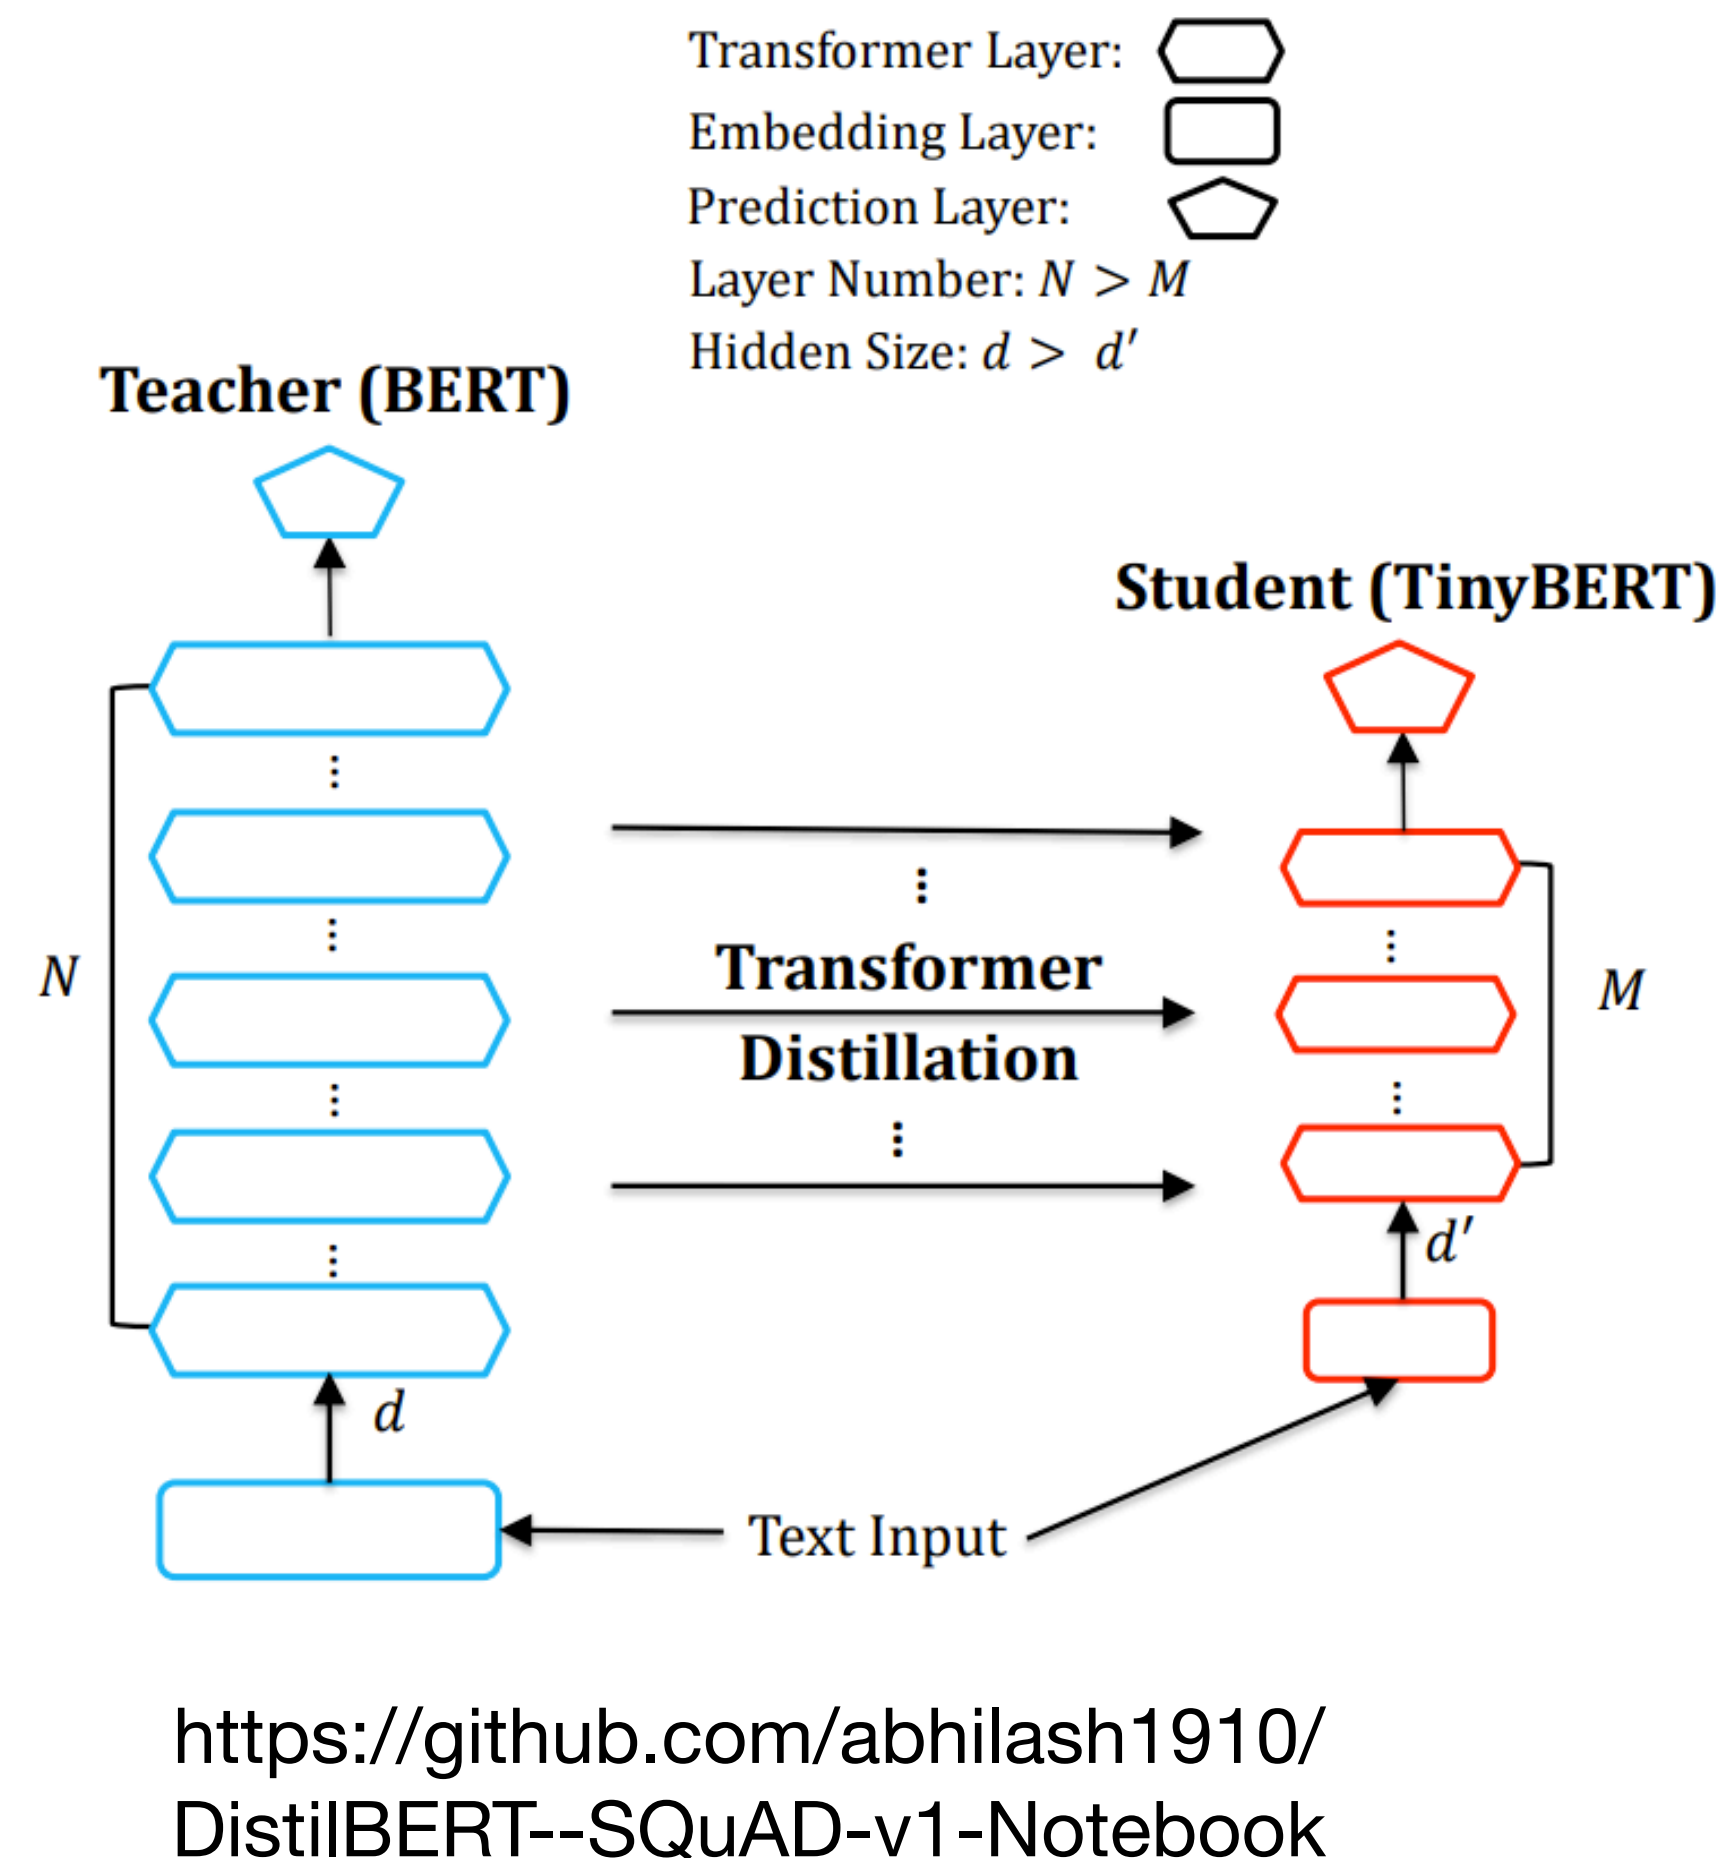 Transformer Layer:
Embedding Layer:
Prediction Layer:
Layer Number: N > M
Hidden Size: d > d′
Teacher (BERT)
Student (TinyBERT)
N
Transformer
Distillation
M
d′
d
Text Input
https://github.com/abhilash1910/
DistilBERT--SQuAD-v1-Notebook